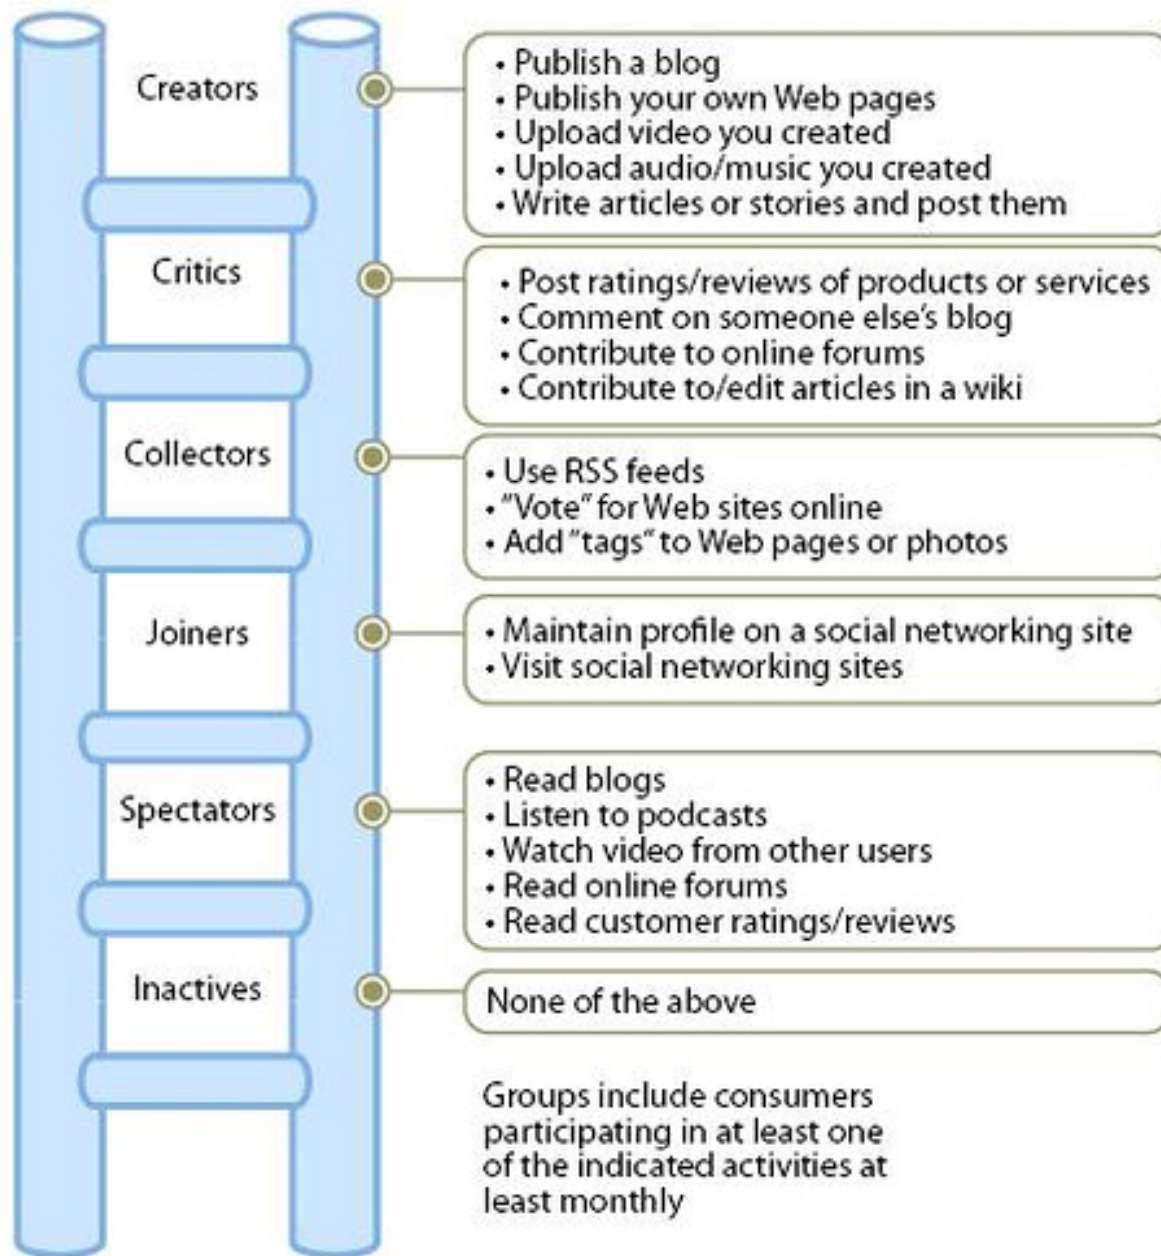 Creators
• Publish a blog
• Publish your own Web pages
• Upload video you created
• Upload audio/music you created
• Write articles or stories and post them
Critics
• Post ratings/reviews of products or services
• Comment on someone else's blog
• Contribute to online forums
• Contribute to/edit articles in a wiki
Collectors
• Use RSS feeds
• "Vote" for Web sites online
• Add "tags" to Web pages or photos
Joiners
• Maintain profile on a social networking site
• Visit social networking sites
Spectators
• Read blogs
• Listen to podcasts
• Watch video from other users
• Read online forums
• Read customer ratings/reviews
Inactives
None of the above
Groups include consumers
participating in at least one
of the indicated activities at
least monthly